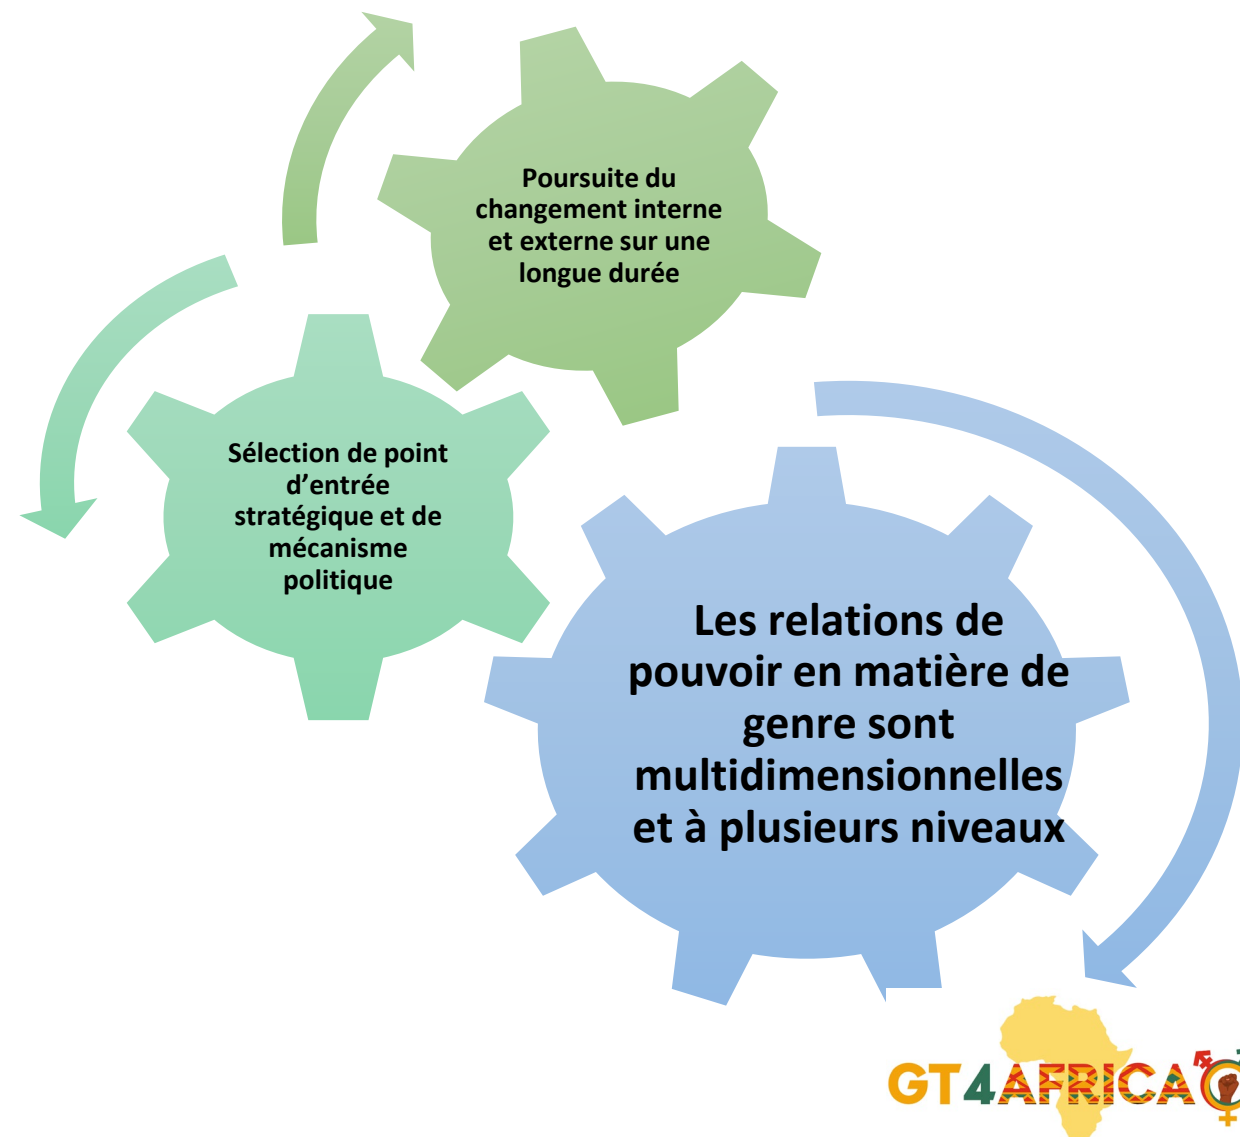 Poursuite du
changement interne
et externe sur une
longue durée
Sélection de point
d’entrée
stratégique et de
mécanisme
politique
Les relations de
pouvoir en matière de
genre sont
multidimensionnelles
et à plusieurs niveaux
GT4AFRICA